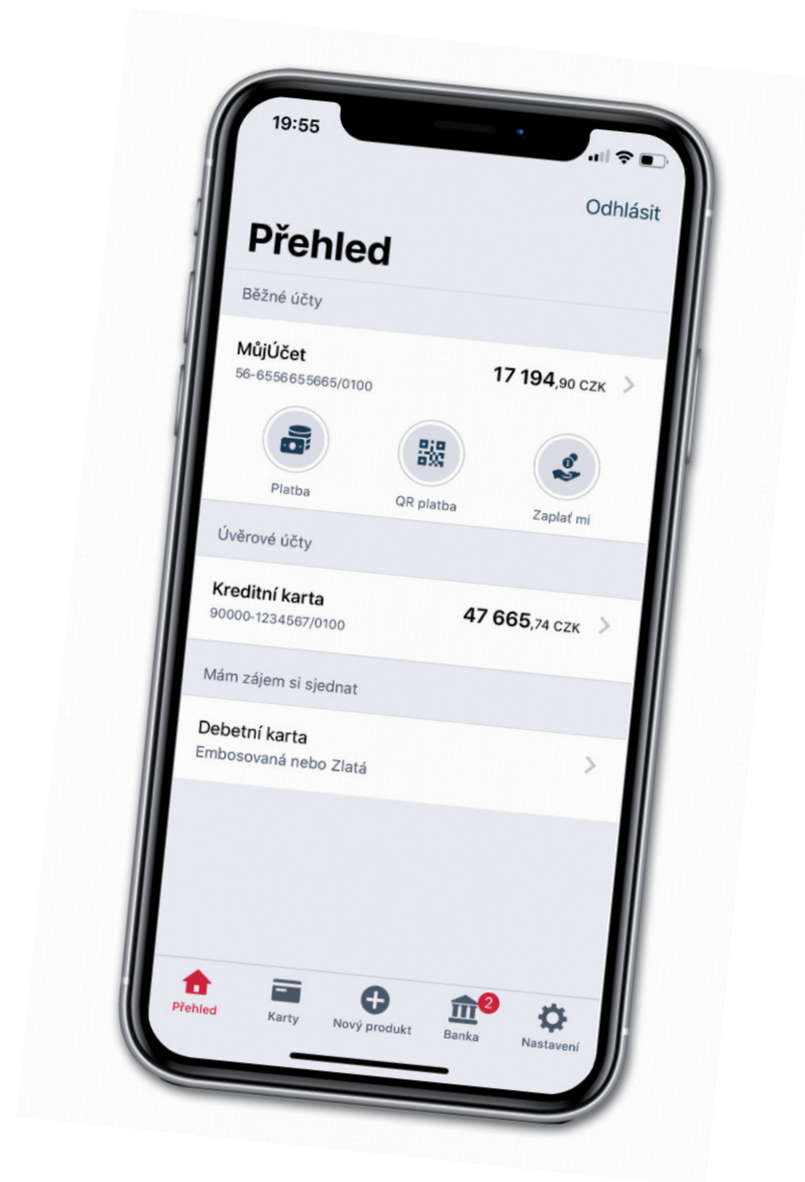 19:55
Odhlásit
Přehled
Běžné účty
MůjÚčet
17 194,90 CZK
56-6556655665/0100
Platba
QR platba
Zaplať mi
Úvěrové účty
Kreditní karta
47 665,74 CZK
90000-1234567/0100
Mám zájem si sjednat
Debetní karta
Embosovaná nebo Zlatá
2
Přehled
Karty
Nový produkt
Banka
Nastavení